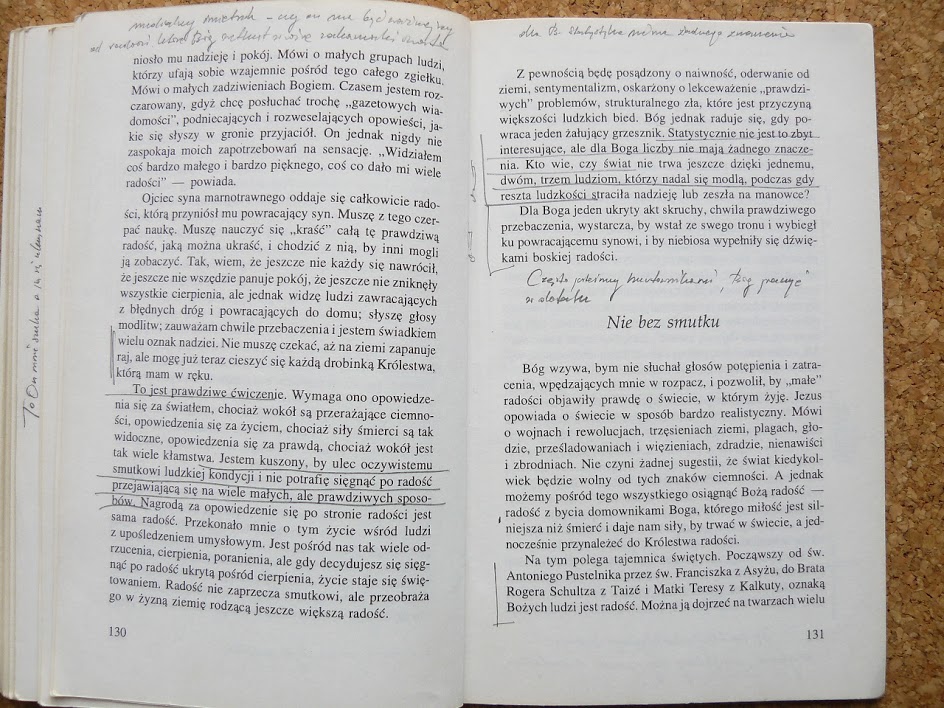 niosło mu nadzieję i pokój. Mówi o małych grupach ludzi,
którzy ufają sobie wzajemnie pośród tego całego zgiełku.
Mówi o małych zadziwieniach Bogiem. Czasem jestem roz-
czarowany, gdyż chcę posłuchać trochę „gazetowych wia-
domości”, podniecających i rozweselających opowieści, ja-
kie się słyszy w gronie przyjaciół. On jednak nigdy nie
zaspokaja moich zapotrzebowań na sensację. „Widziałem
coś bardzo małego i bardzo pięknego, coś co dało mi wiele
radości” — powiada.
Ojciec syna marnotrawnego oddaje się całkowicie rado-
ści, którą przyniósł mu powracający syn. Muszę z tego czer-
pać naukę. Muszę nauczyć się „kraść” całą tę prawdziwą
radość, jaką można ukraść, i chodzić z nią, by inni mogli
ją zobaczyć. Tak, wiem, że jeszcze nie każdy się nawrócił,
że jeszcze nie wszędzie panuje pokój, że jeszcze nie zniknęły
wszystkie cierpienia, ale jednak widzę ludzi zawracających
z błędnych dróg i powracających do domu; słyszę głosy
modlitw; zauważam chwile przebaczenia i jestem świadkiem
wielu oznak nadziei. Nie muszę czekać, aż na ziemi zapanuje
raj, ale mogę już teraz cieszyć się każdą drobinką Królestwa,
którą mam w ręku.
To jest prawdziwe ćwiczenie. Wymaga ono opowiedze-
nia się za światłem, chociaż wokół są przerażające ciemno-
ści, opowiedzenia się za życiem, chociaż siły śmierci są tak
widoczne, opowiedzenia się za prawdą, chociaż wokół jest
tak wiele kłamstwa. Jestem kuszony, by ulec oczywistemu
smutkowi ludzkiej kondycji i nie potrafię sięgnąć po radość
przejawiającą się na wiele małych, ale prawdziwych sposo-
bów. Nagrodą za opowiedzenie się po stronie radości jest
sama radość. Przekonało mnie o tym życie wśród ludzi
z upośledzeniem umysłowym. Jest pośród nas tak wiele od-
rzucenia, cierpienia, poranienia, ale gdy decydujesz się sięg-
nąć po radość ukrytą pośród cierpienia, życie staje się świę-
towaniem. Radość nie zaprzecza smutkowi, ale przeobraża
go w żyzną ziemię rodzącą jeszcze większą radość.
130
dla B. statystyka nie ma żadnego znaczenia
Z pewnością będę posądzony o naiwność, oderwanie od
ziemi, sentymentalizm, oskarżony o lekceważenie „prawdzi-
wych” problemów, strukturalnego zła, które jest przyczyną
większości ludzkich bied. Bóg jednak raduje się, gdy po-
wraca jeden żałujący grzesznik. Statystycznie nie jest to zbyt
interesujące, ale dla Boga liczby nie mają żadnego znacze-
nia. Kto wie, czy świat nie trwa jeszcze dzięki jednemu,
dwóm, trzem ludziom, którzy nadal się modlą, podczas gdy
reszta ludzkości straciła nadzieję lub zeszła na manowce?
Dla Boga jeden ukryty akt skruchy, chwila prawdziwego
przebaczenia, wystarcza, by wstał ze swego tronu i wybiegł
ku powracającemu synowi, i by niebiosa wypełniły się dźwię-
kami boskiej radości.
Często jesteśmy
Nie bez smutku
Bóg wzywa, bym nie słuchał głosów potępienia i zatra-
cenia, wpędzających mnie w rozpacz, i pozwolił, by „małe”
radości objawiły prawdę o świecie, w którym żyję. Jezus
opowiada o świecie w sposób bardzo realistyczny. Mówi
o wojnach i rewolucjach, trzęsieniach ziemi, plagach, gło-
dzie, prześladowaniach i więzieniach, zdradzie, nienawiści
i zbrodniach. Nie czyni żadnej sugestii, że świat kiedykol-
wiek będzie wolny od tych znaków ciemności. A jednak
możemy pośród tego wszystkiego osiągnąć Bożą radość —
radość z bycia domownikami Boga, którego miłość jest sil-
niejsza niż śmierć i daje nam siły, by trwać w świecie, a jed-
nocześnie przynależeć do Królestwa radości.
Na tym polega tajemnica świętych. Począwszy od św.
Antoniego Pustelnika przez św. Franciszka z Asyżu, do Brata
Rogera Schultza z Taizé i Matki Teresy z Kalkuty, oznaką
Bożych ludzi jest radość. Można ją dojrzeć na twarzach wielu
131